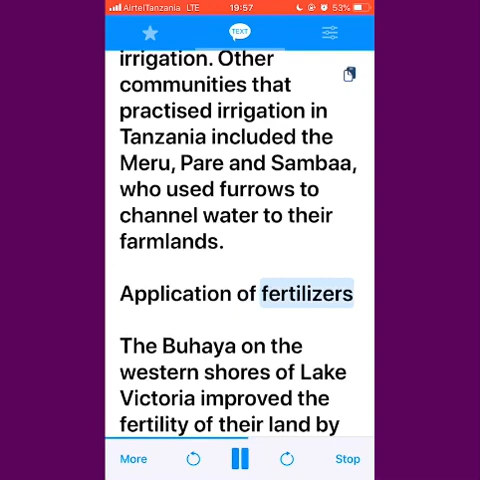 AirtelTanzania LTE 19:57 53%
TEXT
irrigation. Other
communities that
practised irrigation in
Tanzania included the
Meru, Pare and Sambaa,
who used furrows to
channel water to their
farmlands.
Application of fertilizers
The Buhaya on the
western shores of Lake
Victoria improved the
fertility of their land by
More Stop